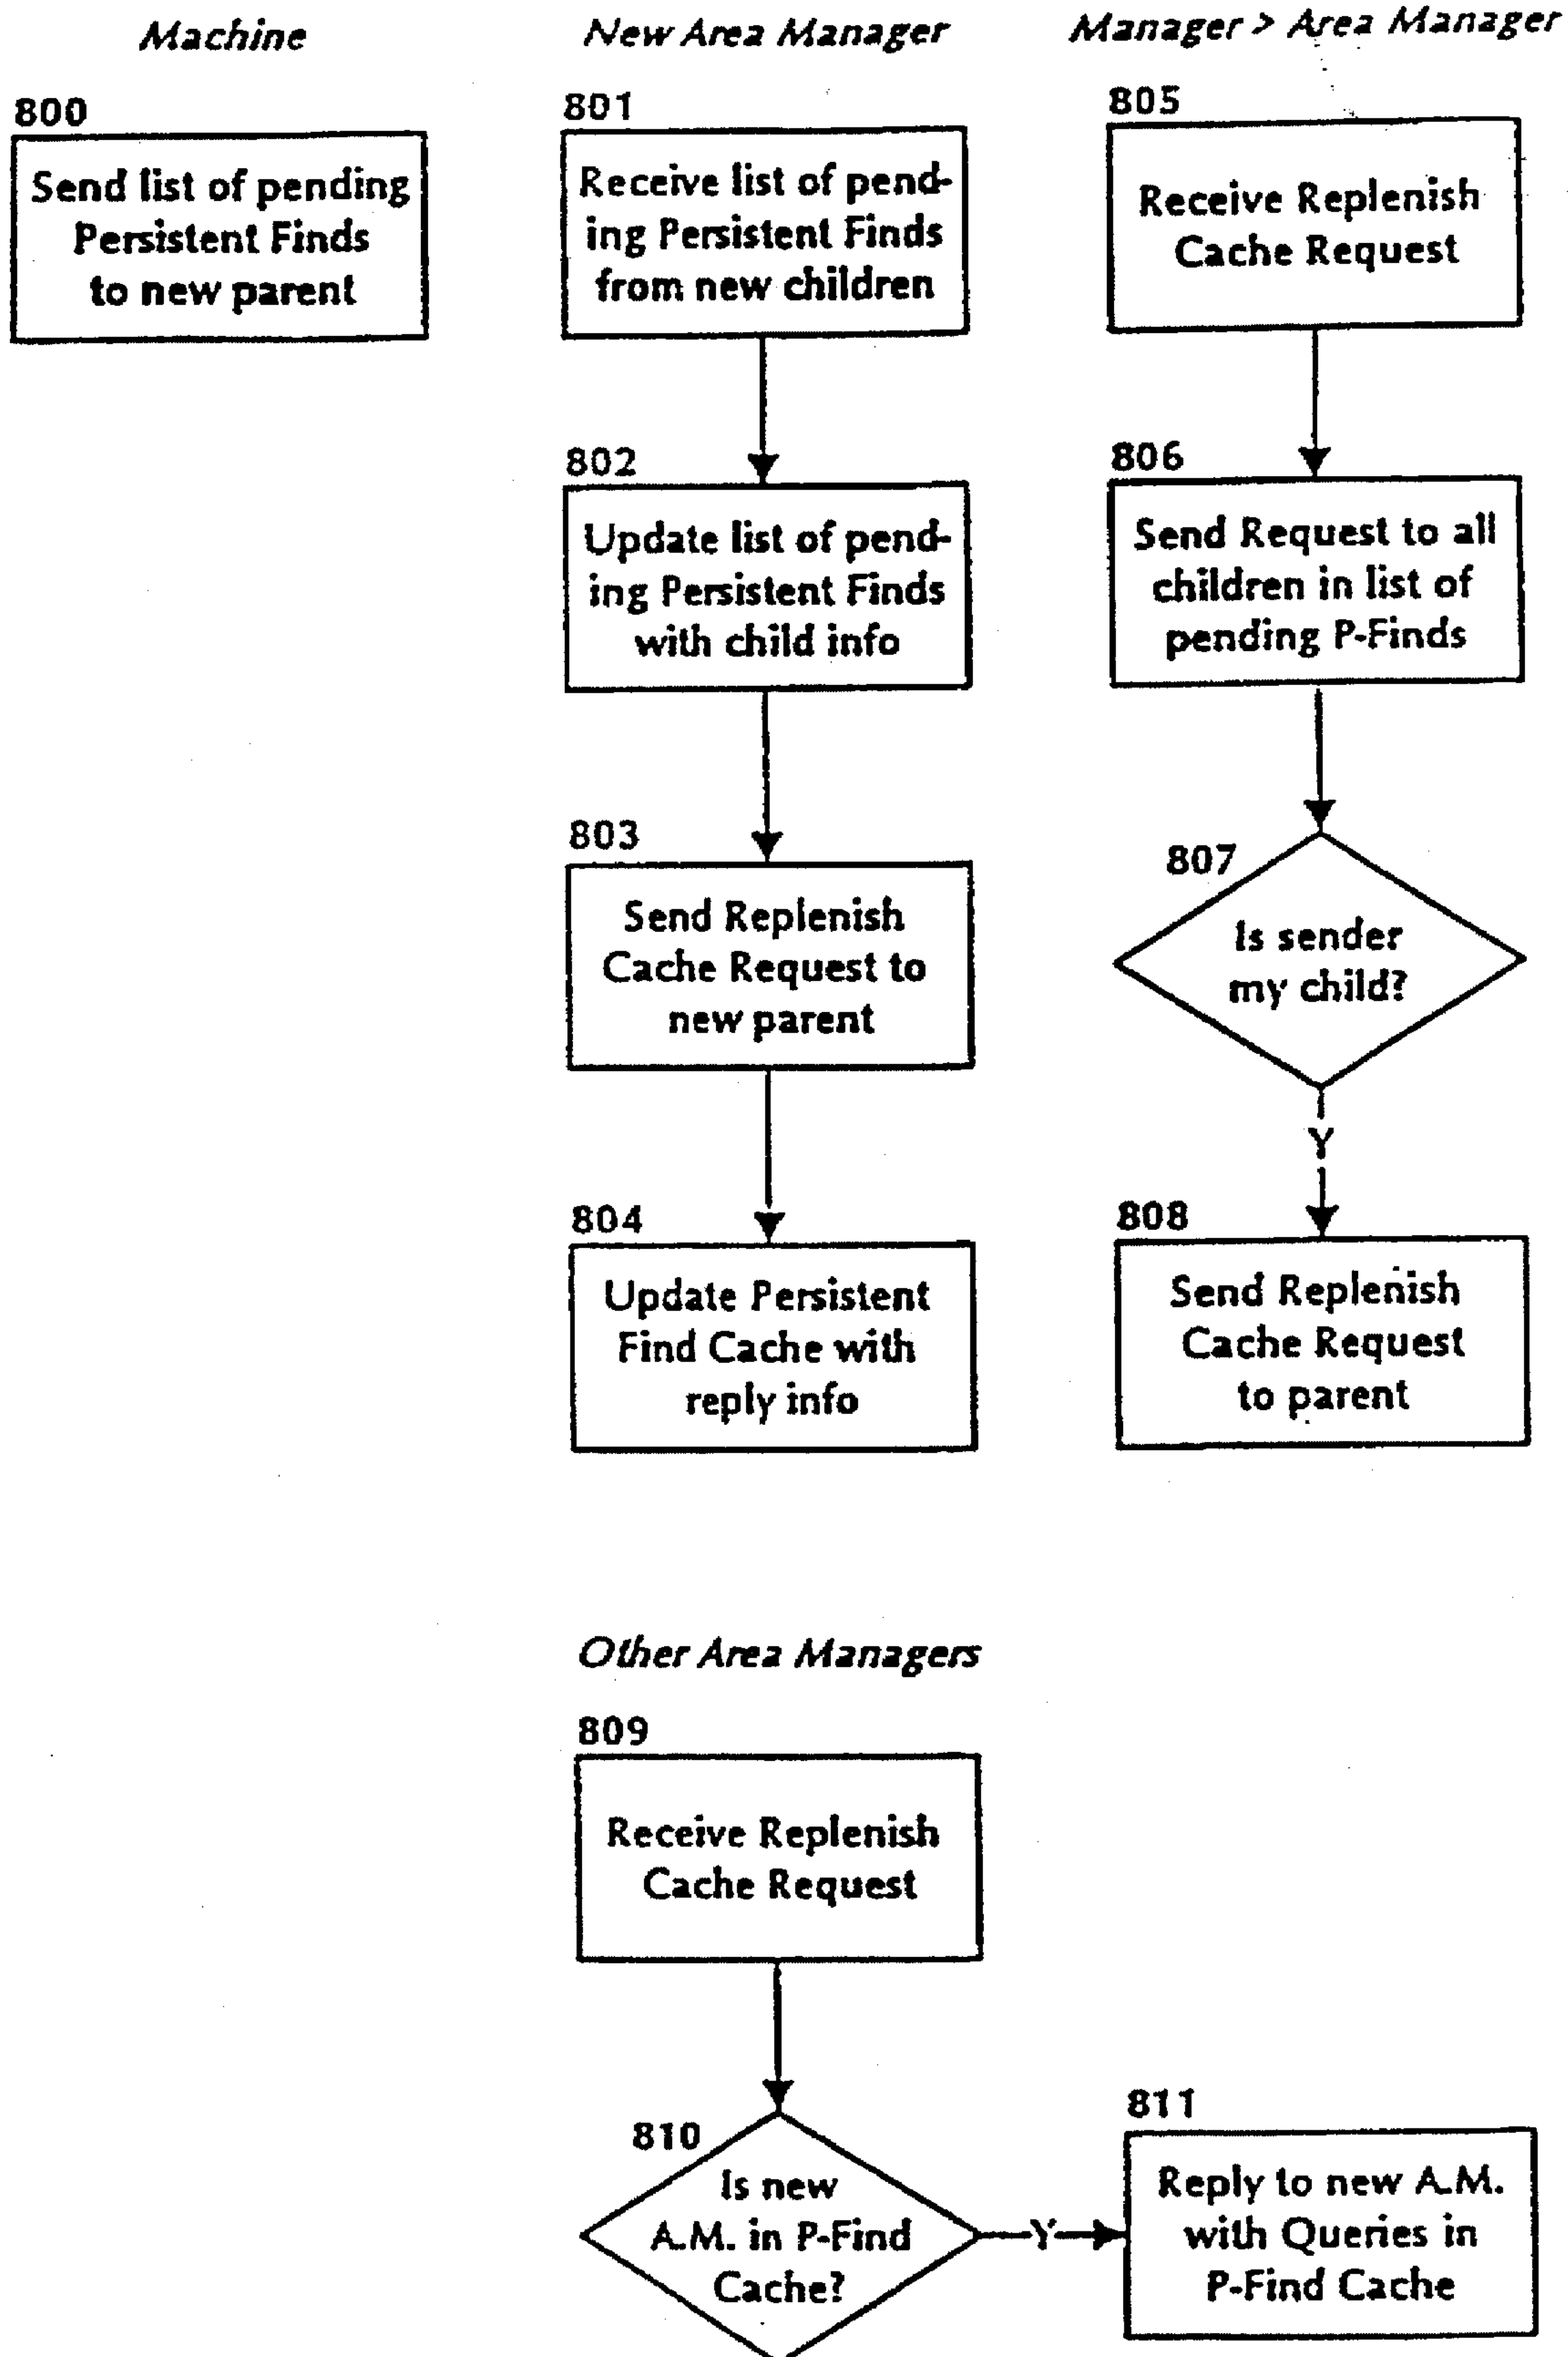 Machine
800
Send list of pending
Persistent Finds
to new parent
New Area Manager
801
Receive list of pend-
ing Persistent Finds
from new children
802
Update list of pend-
ing Persistent Finds
with child info
803
Send Replenish
Cache Request to
new parent
804
Update Persistent
Find Cache with
reply info
Manager > Area Manager
805
Receive Replenish
Cache Request
806
Send Request to all
children in list of
pending P-Finds
807
Is sender
my child?
Y
808
Send Replenish
Cache Request
to parent
Other Area Managers
809
Receive Replenish
Cache Request
810
Is new
A.M. in P-Find
Cache?
Y
811
Reply to new A.M.
with Queries in
P-Find Cache